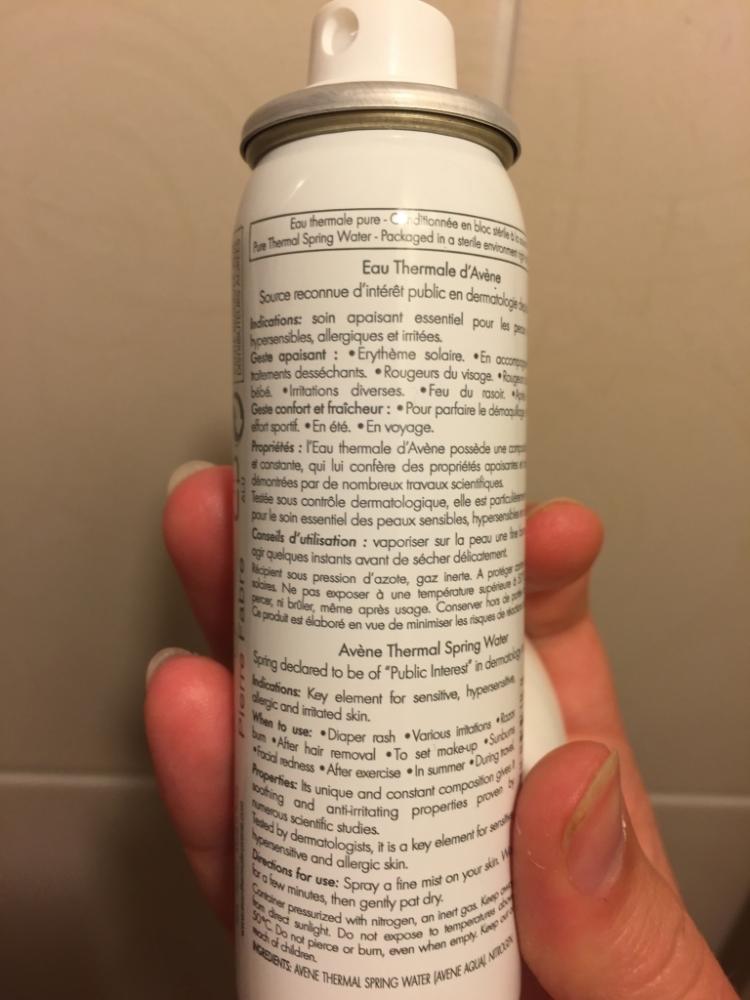 Eau thermale pure - Conditionnée en bloc stérile à la
Pure Thermal Spring Water - Packaged in a sterile environment
Eau Thermale d'Avène
Source reconnue d'intérêt public en dermatologie
Indications: soin apaisant essentiel pour les
hypersensibles, allergiques et irritées.
Geste apaisant : • Erythème solaire. • En
traitements desséchants. • Rougeurs du visage. •
bébé. • Irritations diverses. • Feu du rasoir. •
Geste confort et fraîcheur : • Pour parfaire le démaquillage
effort sportif. • En été. • En voyage.
Propriétés : l'Eau thermale d'Avène possède une
et constante, qui lui confère des propriétés apaisantes
démontrées par de nombreux travaux scientifiques.
Testée sous contrôle dermatologique, elle est particulièrement
pour le soin essentiel des peaux sensibles, hypersensibles
Conseils d'utilisation : vaporiser sur la peau une fine
agir quelques instants avant de sécher délicatement.
Récipient sous pression d'azote, gaz inerte. A protéger
solaires. Ne pas exposer à une température supérieure à
percer, ni brûler, même après usage. Conserver hors de
Ce produit est élaboré en vue de minimiser les risques de
Avène Thermal Spring Water
Spring declared to be of "Public Interest" in
Indications: Key element for sensitive, hypersensitive,
allergic and irritated skin.
When to use: • Diaper rash • Various irritations • Razor
burn • After hair removal • To set make-up • Sunburns
• Facial redness • After exercise • In summer • During travel
Properties: Its unique and constant composition gives it
soothing and anti-irritating properties proven by
numerous scientific studies.
Tested by dermatologists, it is a key element for sensitive,
hypersensitive and allergic skin.
Directions for use: Spray a fine mist on your skin.
for a few minutes, then gently pat dry.
Container pressurized with nitrogen, an inert gas. Keep away
from direct sunlight. Do not expose to temperatures above
50°C. Do not pierce or burn, even when empty. Keep out of
reach of children.
INGREDIENTS: AVENE THERMAL SPRING WATER (AVENE AQUA), NITROGEN.
Pierre Fabre
ALU